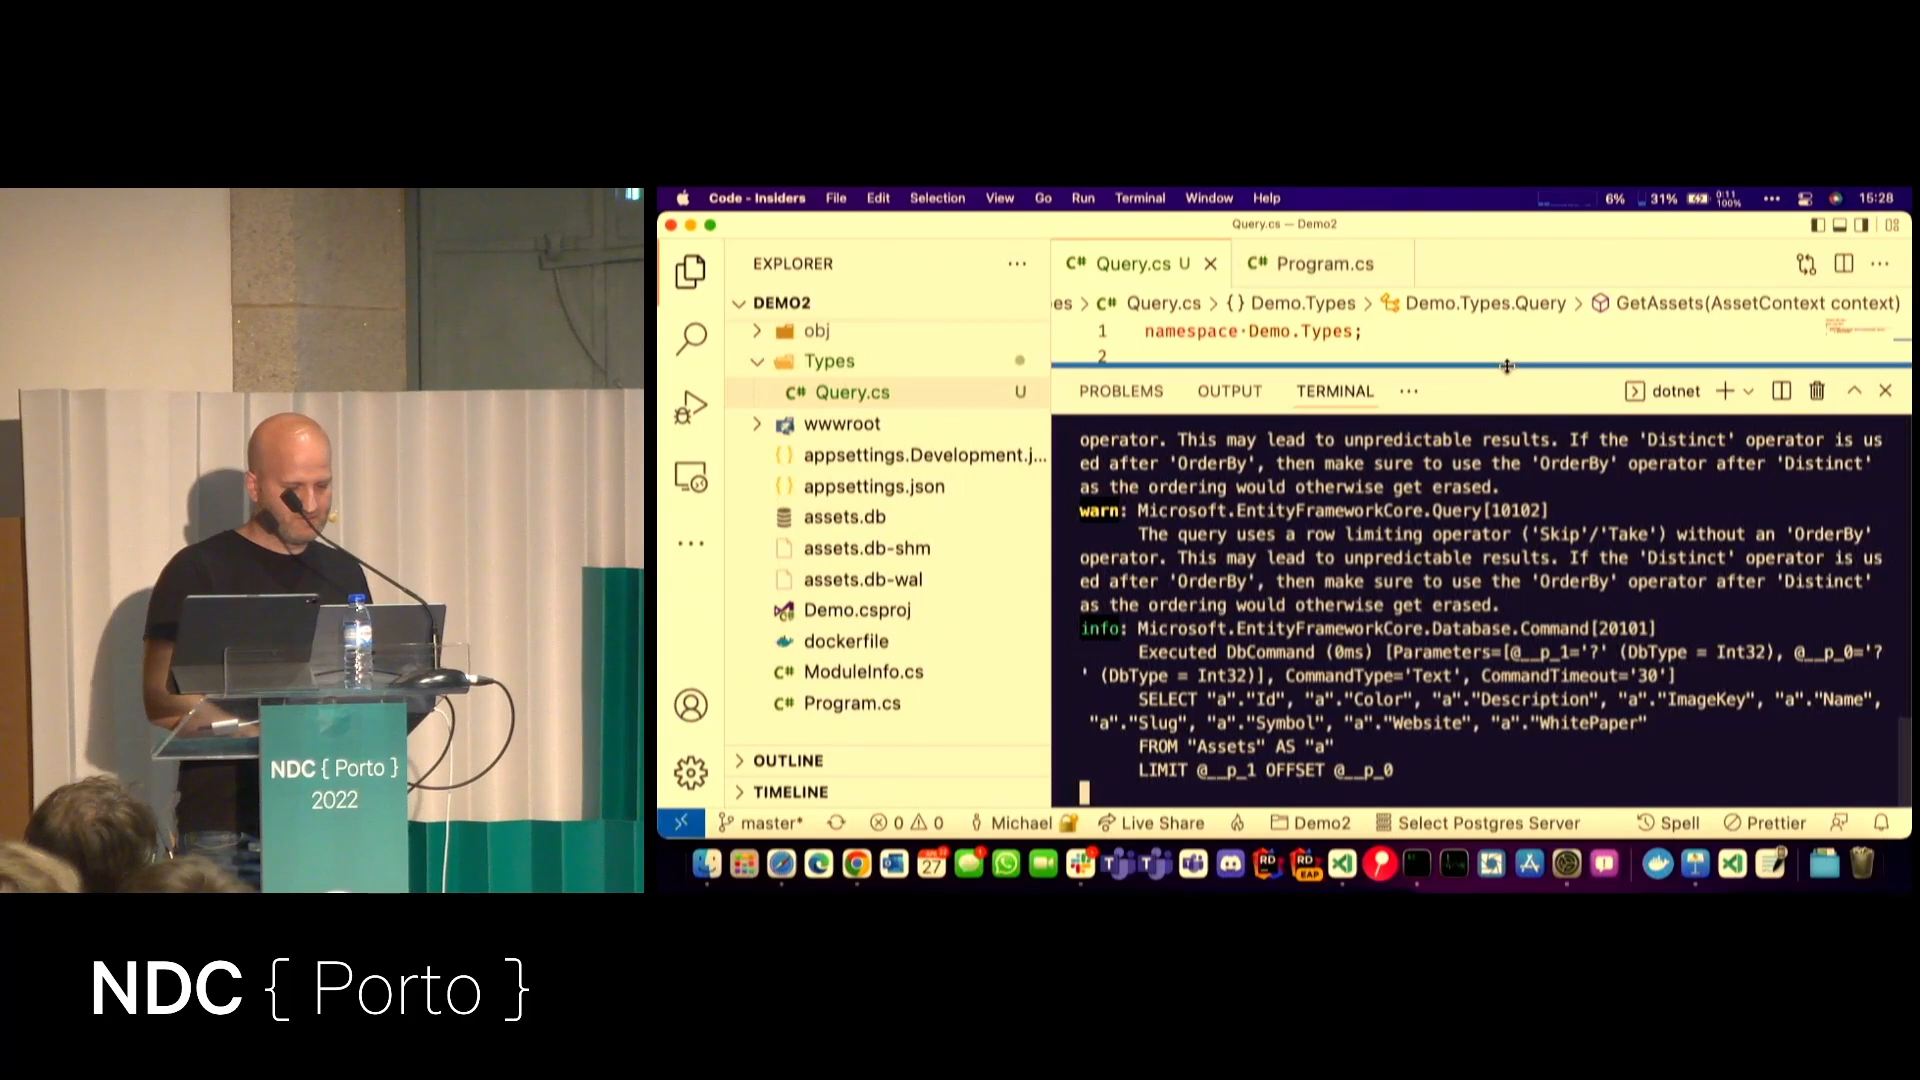 Code - Insiders File Edit Selection View Go Run Terminal Window Help 6% 31% 0:11 100% 15:28
Query.cs — Demo2
EXPLORER
DEMO2
obj
Types
Query.cs U
wwwroot
appsettings.Development.j...
appsettings.json
assets.db
assets.db-shm
assets.db-wal
Demo.csproj
dockerfile
ModuleInfo.cs
Program.cs
OUTLINE
TIMELINE
C# Query.cs U C# Program.cs
es > C# Query.cs > {} Demo.Types > Demo.Types.Query > GetAssets(AssetContext context)
1 namespace·Demo.Types;
2
PROBLEMS OUTPUT TERMINAL ··· dotnet
operator. This may lead to unpredictable results. If the 'Distinct' operator is us
ed after 'OrderBy', then make sure to use the 'OrderBy' operator after 'Distinct'
as the ordering would otherwise get erased.
warn: Microsoft.EntityFrameworkCore.Query[10102]
The query uses a row limiting operator ('Skip'/'Take') without an 'OrderBy'
operator. This may lead to unpredictable results. If the 'Distinct' operator is us
ed after 'OrderBy', then make sure to use the 'OrderBy' operator after 'Distinct'
as the ordering would otherwise get erased.
info: Microsoft.EntityFrameworkCore.Database.Command[20101]
Executed DbCommand (0ms) [Parameters=[@__p_1='?' (DbType = Int32), @__p_0='?
' (DbType = Int32)], CommandType='Text', CommandTimeout='30']
SELECT "a"."Id", "a"."Color", "a"."Description", "a"."ImageKey", "a"."Name",
"a"."Slug", "a"."Symbol", "a"."Website", "a"."WhitePaper"
FROM "Assets" AS "a"
LIMIT @__p_1 OFFSET @__p_0
master* 0 0 Michael Live Share Demo2 Select Postgres Server Spell Prettier
27 RD RD EAP
NDC { Porto }
2022
NDC { Porto }